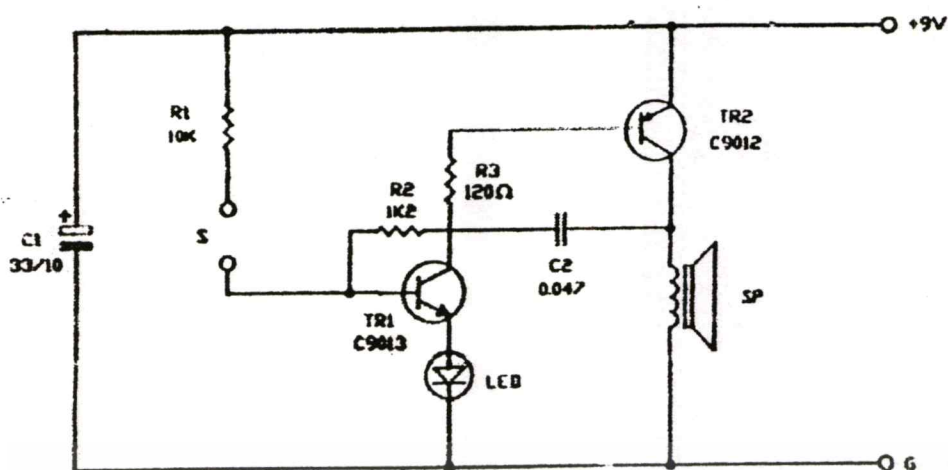 +9V
R1
10K
TR2
C9012
R3
120Ω
R2
1K2
+
C1
33/10
S
C2
0.047
SP
TR1
C9013
LED
G